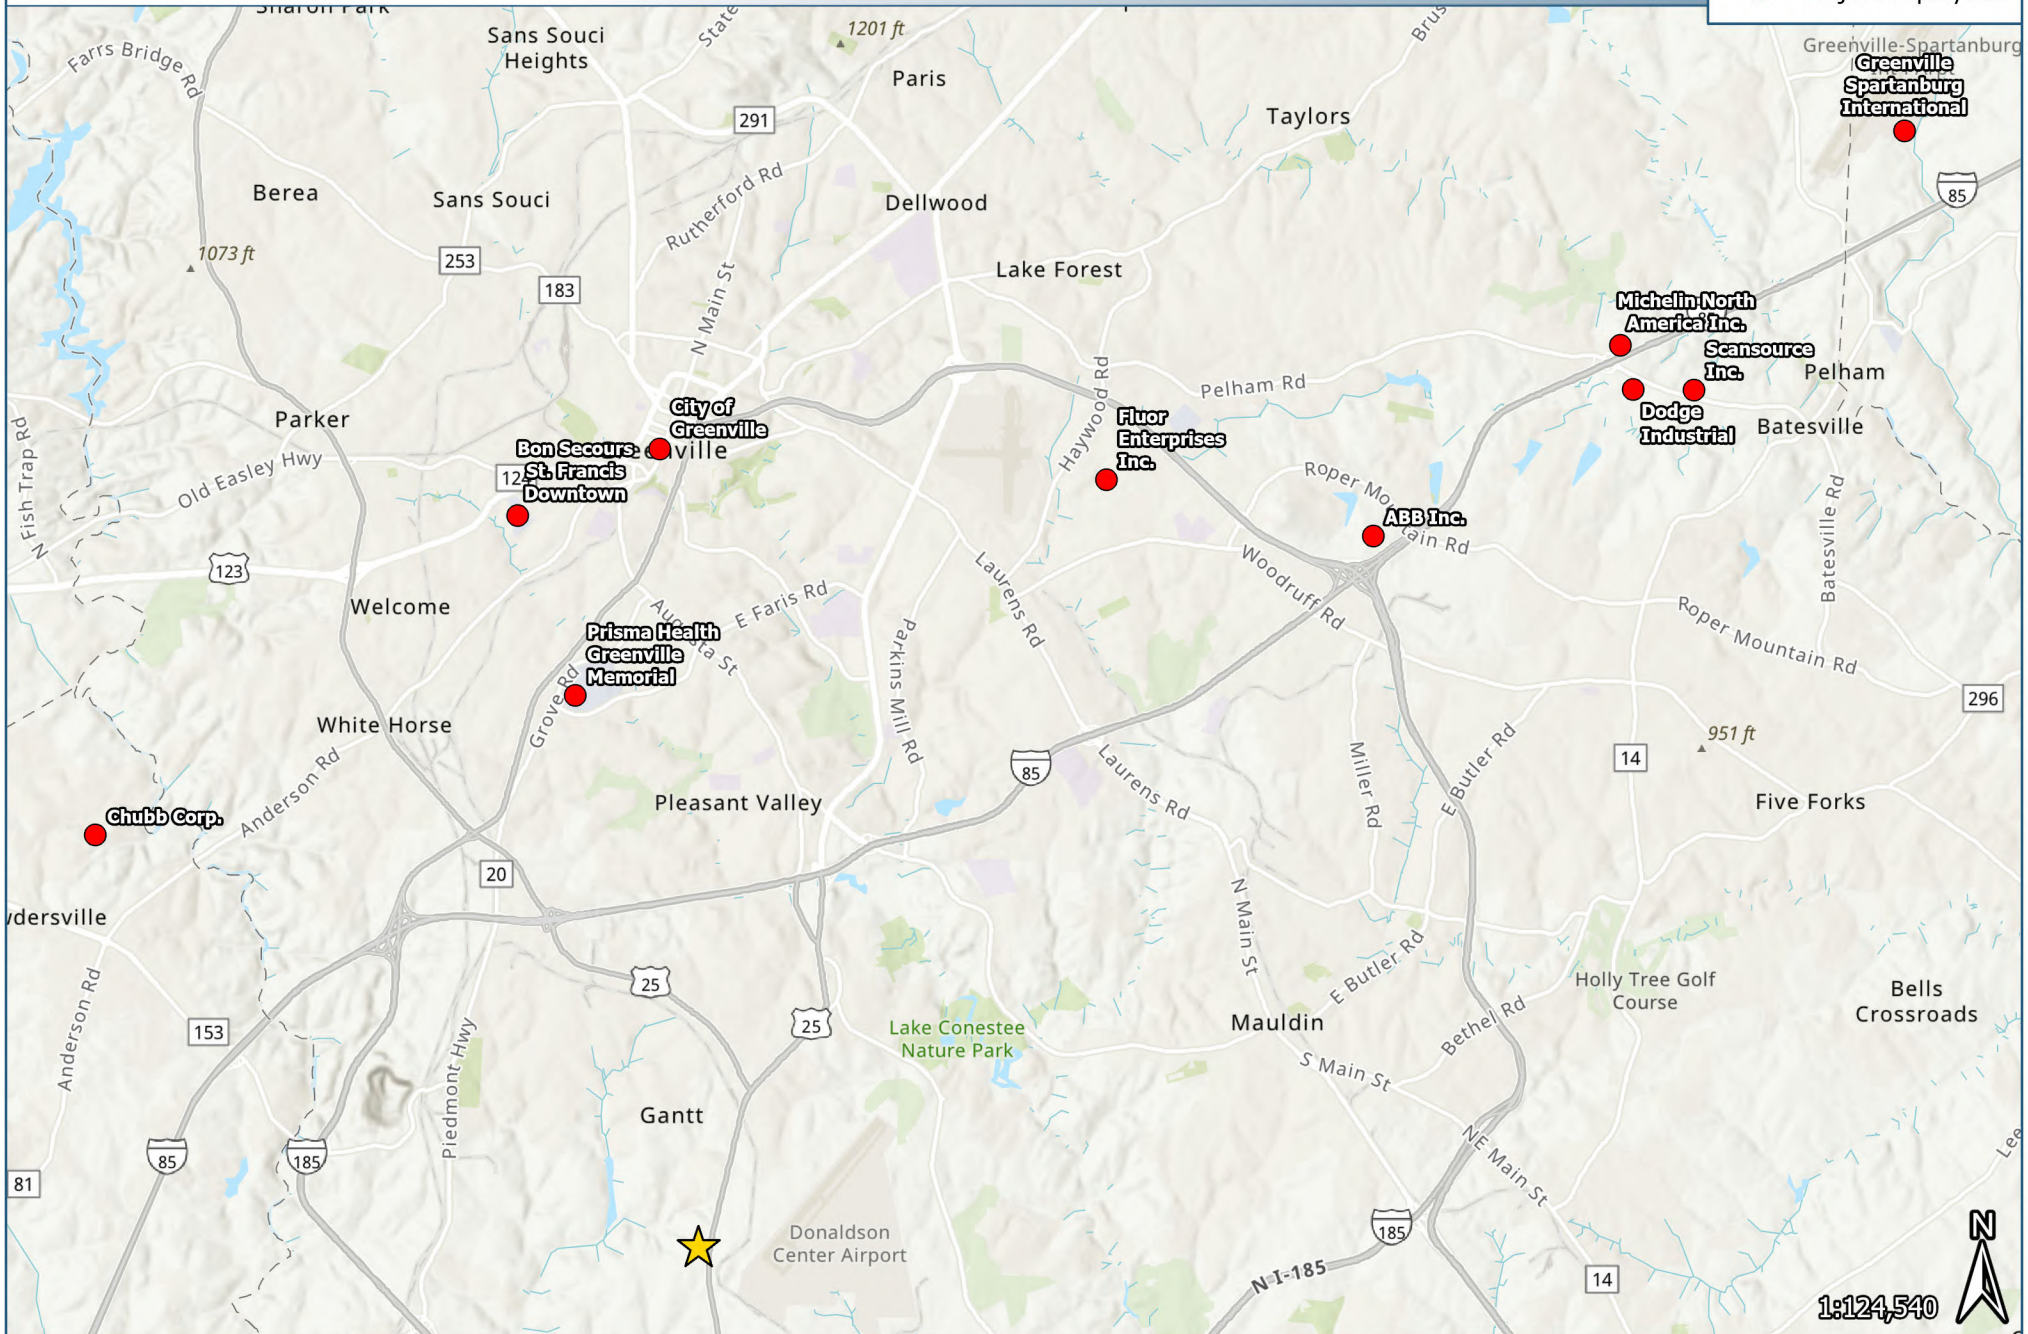 Sharon Park
Sans Souci
Heights
State
1201 ft
Paris
Brus
Greenville-Spartanburg
Greenville
Spartanburg
International
Farrs Bridge Rd
291
Taylors
85
Berea
Sans Souci
Rutherford Rd
Dellwood
1073 ft
253
183
N Main St
Lake Forest
Michelin North
America Inc.
Scansource
Inc.
Pelham
Parker
City of
Greenville
Haywood Rd
Pelham Rd
Fluor
Enterprises
Inc.
Dodge
Industrial
Batesville
N Fish Trap Rd
Old Easley Hwy
124
Bon Secours
St. Francis
Downtown
Roper Mountain Rd
ABB Inc.
Batesville Rd
123
Welcome
Laurens Rd
Woodruff Rd
E Faris Rd
Augusta St
Prisma Health
Greenville
Memorial
Parkins Mill Rd
Roper Mountain Rd
296
White Horse
Grove Rd
951 ft
14
Anderson Rd
85
Laurens Rd
Miller Rd
E Butler Rd
Pleasant Valley
Five Forks
Chubb Corp.
20
wdersville
N Main St
E Butler Rd
Holly Tree Golf
Course
Bells
Crossroads
25
25
Anderson Rd
153
Lake Conestee
Nature Park
Mauldin
Bethel Rd
S Main St
Piedmont Hwy
Gantt
NE Main St
Lee
85
185
81
Donaldson
Center Airport
185
N I-185
14
N
1:124,540